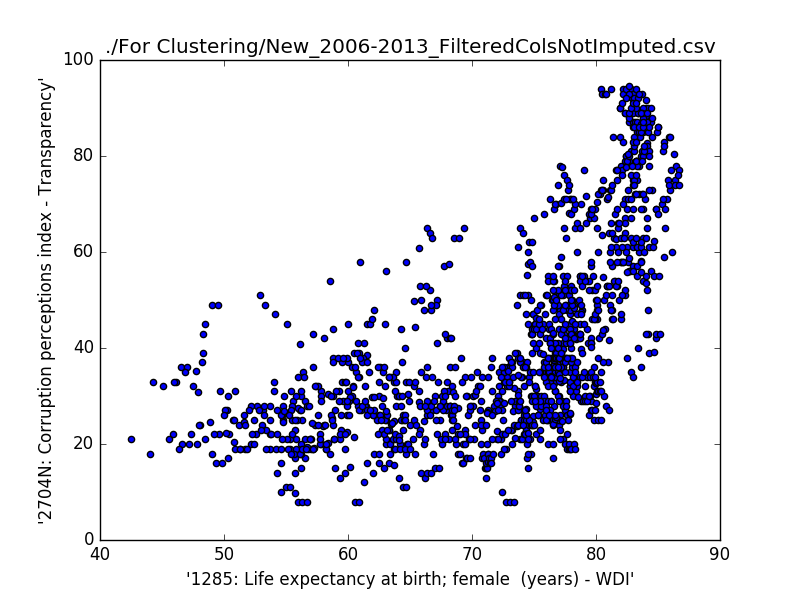 ./For Clustering/New_2006-2013_FilteredColsNotImputed.csv
100
80
60
40
20
0
'2704N: Corruption perceptions index - Transparency'
40 50 60 70 80 90
'1285: Life expectancy at birth; female  (years) - WDI'